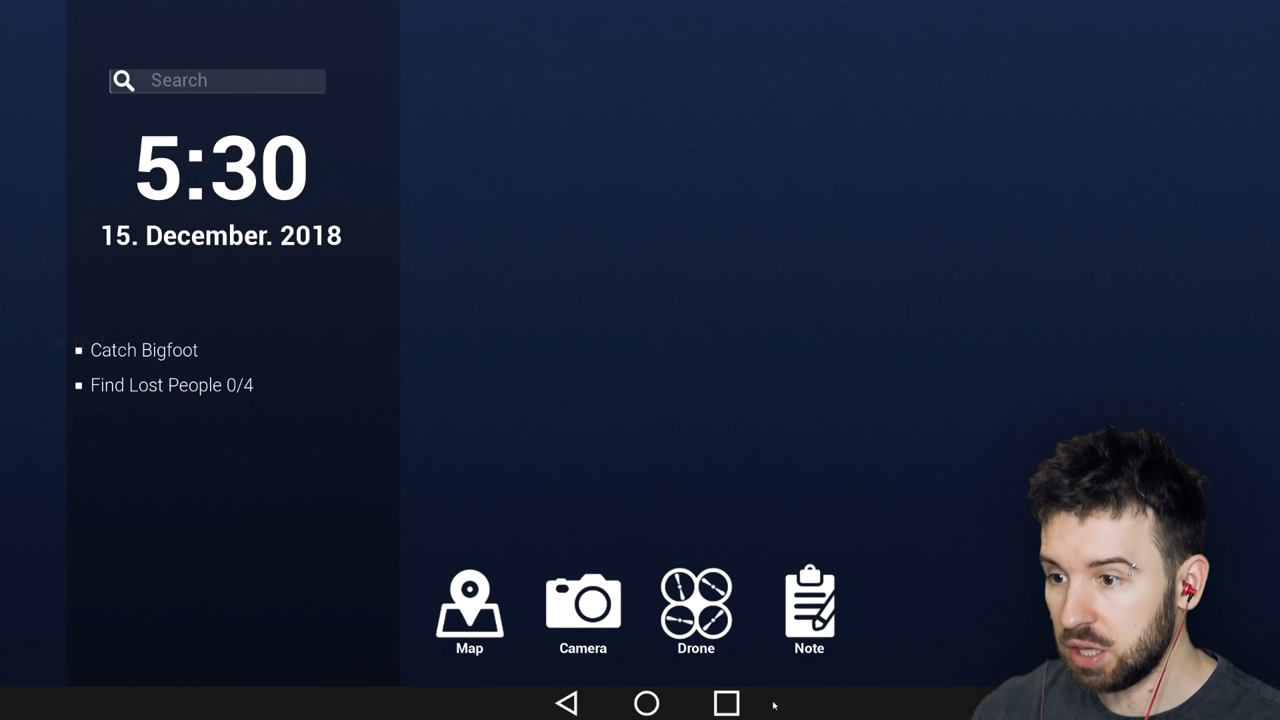 Search
5:30
15. December. 2018
Catch Bigfoot
Find Lost People 0/4
Map
Camera
Drone
Note